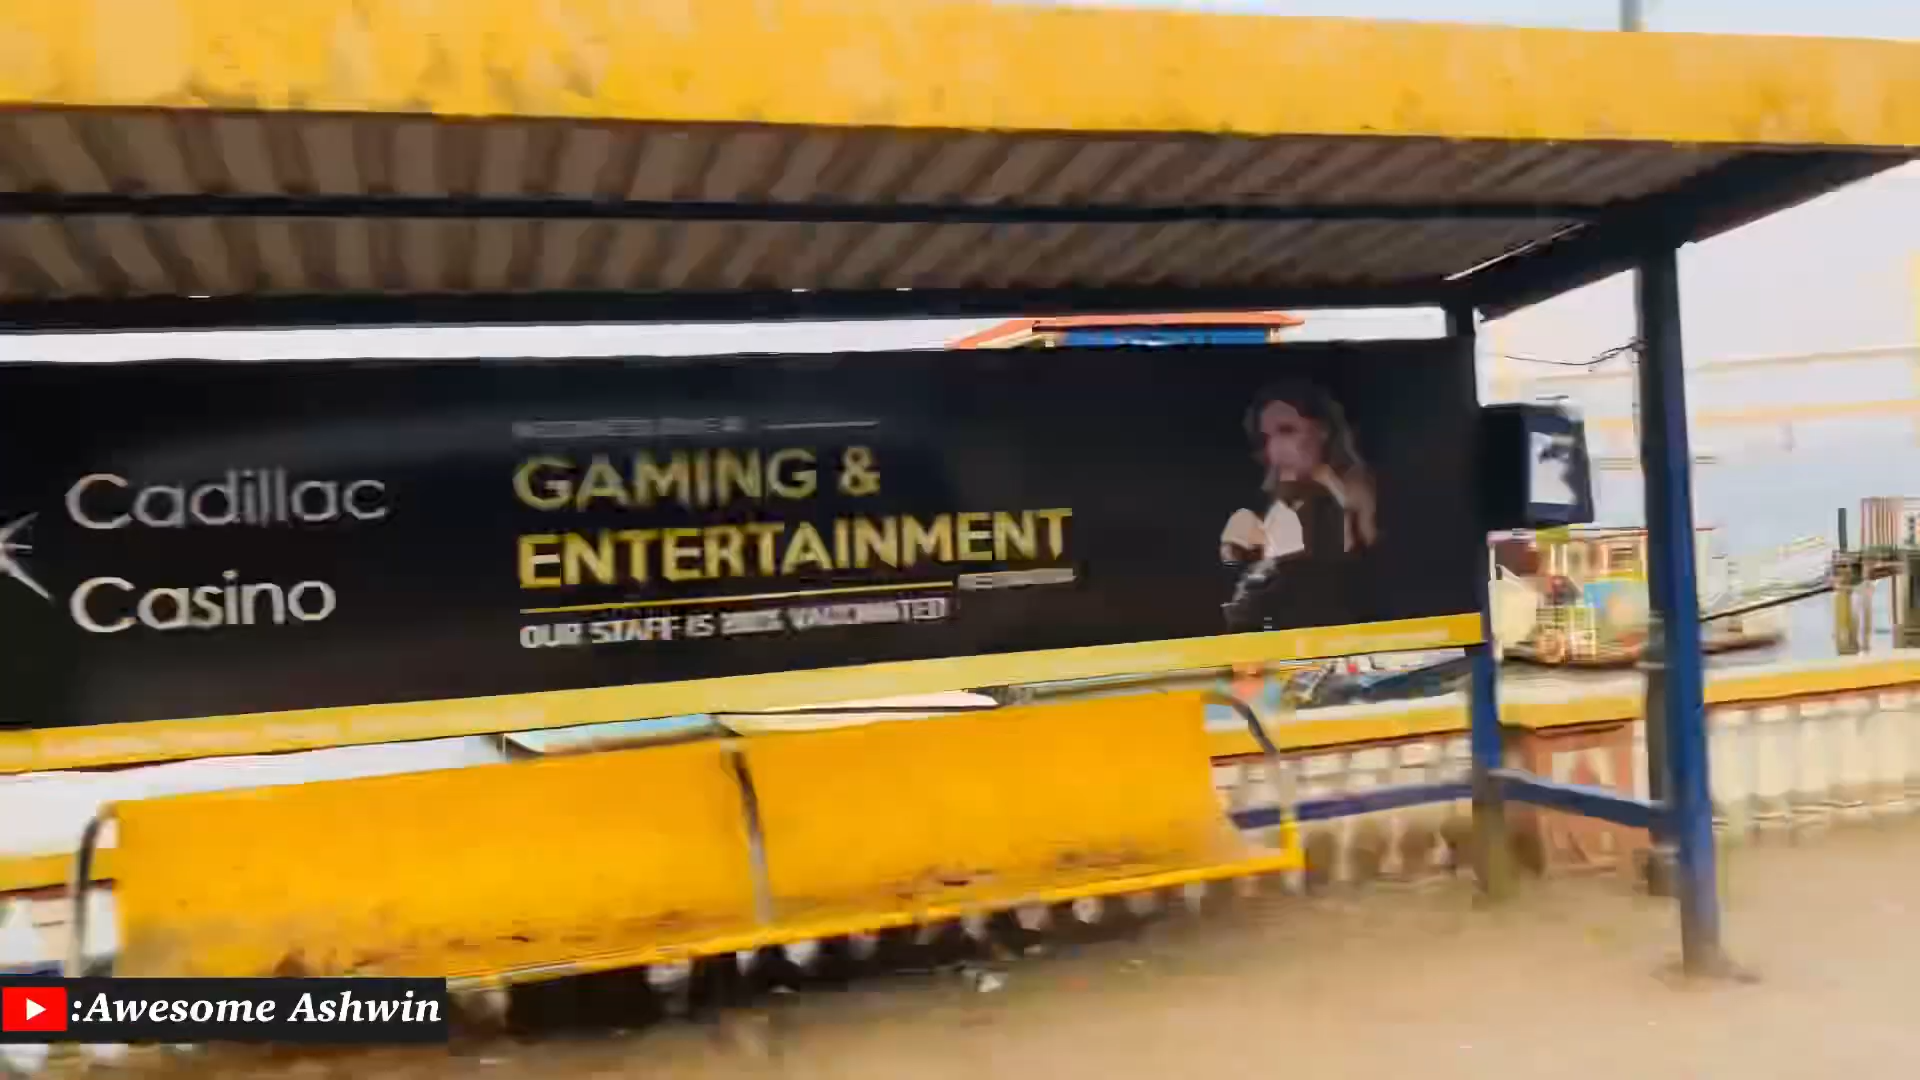 Cadillac
Casino
GAMING &
ENTERTAINMENT
OUR STAFF IS 100% VACCINATED
:Awesome Ashwin